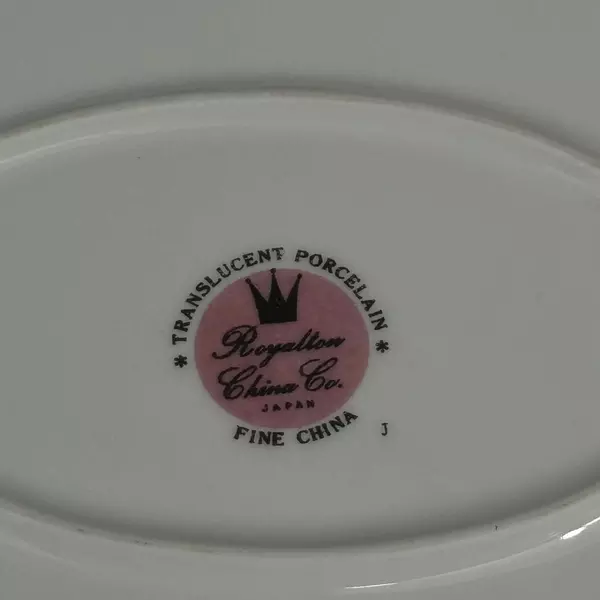 * TRANSLUCENT PORCELAIN *
Royalton
China Co.
JAPAN
FINE CHINA
J